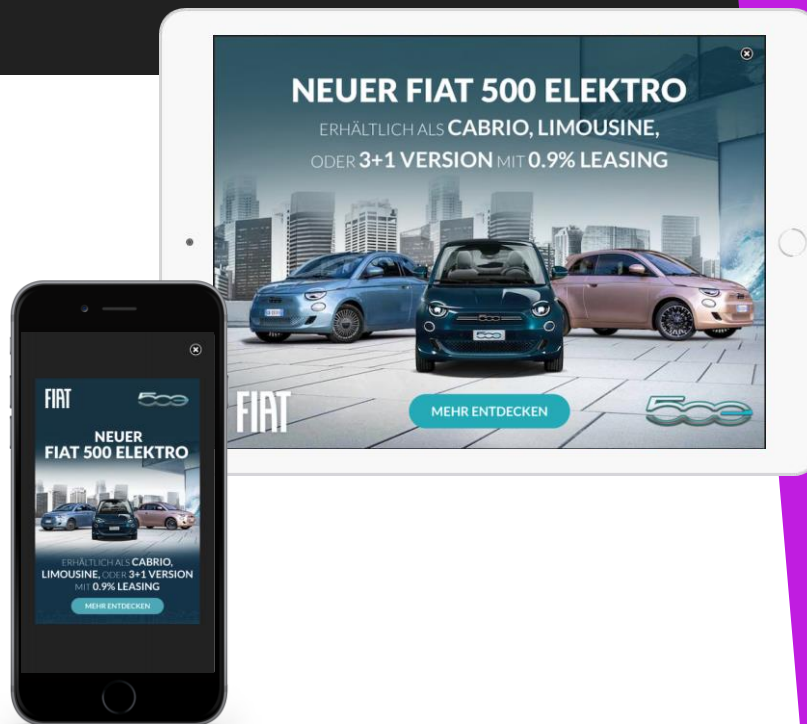 NEUER FIAT 500 ELEKTRO
ERHÄLTLICH ALS CABRIO, LIMOUSINE,
ODER 3+1 VERSION MIT 0.9% LEASING
500
FIAT
MEHR ENTDECKEN
500
FIAT
500
NEUER
FIAT 500 ELEKTRO
ERHÄLTLICH ALS CABRIO,
LIMOUSINE, ODER 3+1 VERSION
MIT 0.9% LEASING
MEHR ENTDECKEN